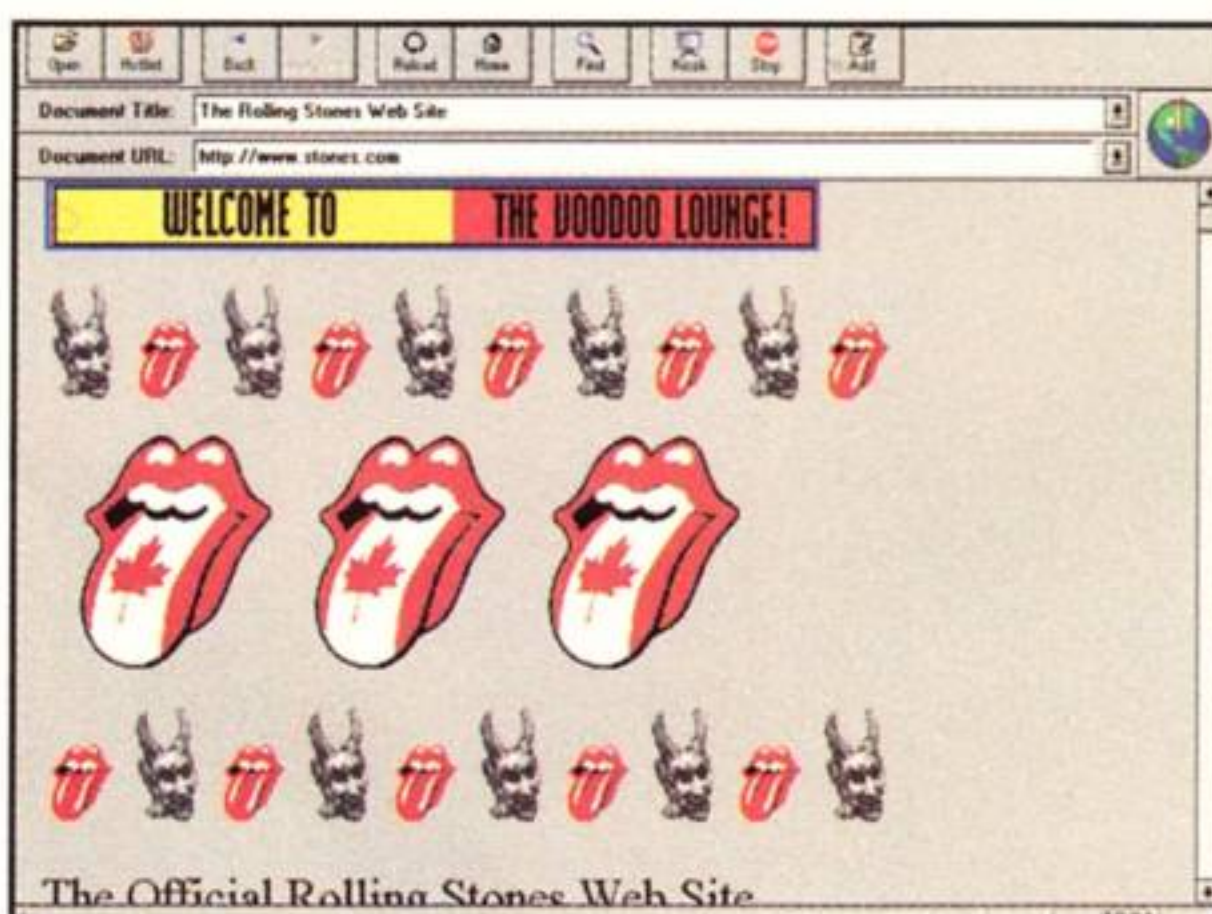 Open Hotlist Back Reload Home Find Kiosk Stop Add
Document Title: The Rolling Stones Web Site
Document URL: http://www.stones.com
WELCOME TO THE VOODOO LOUNGE!
The Official Rolling Stones Web Site